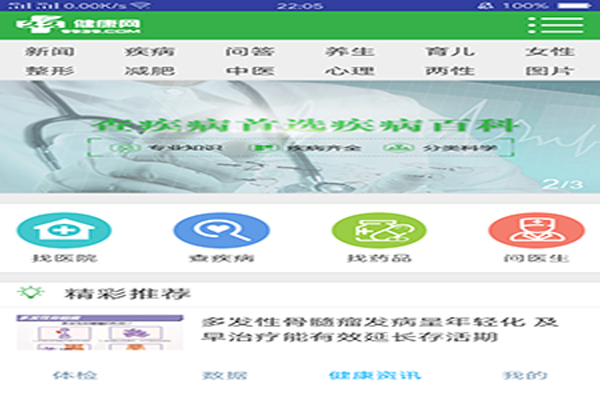 0.00K/s 22:05 100%
健康网
9939.COM
新闻 疾病 问答 养生 育儿 女性
整形 减肥 中医 心理 两性 图片
查疾病首选疾病百科
专业知识 疾病齐全 分类科学
2/3
找医院 查疾病 找药品 问医生
精彩推荐
多发性骨髓瘤发病呈年轻化 及
早治疗能有效延长存活期
体检 数据 健康资讯 我的